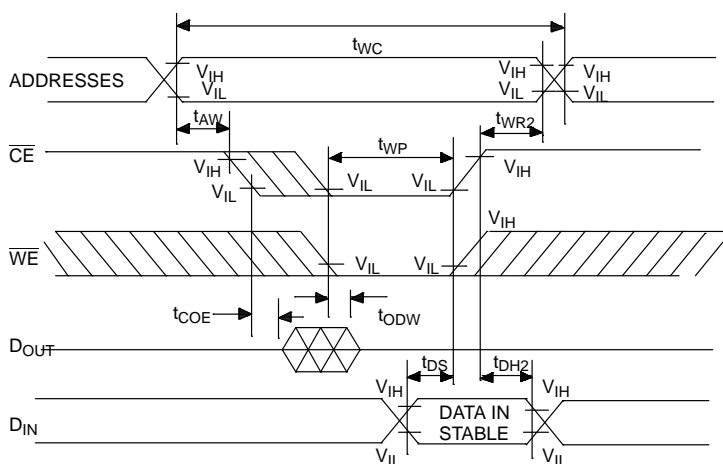 tWC
ADDRESSES
VIH
VIL
VIH
VIL
VIH
VIL
tAW
tWR2
CE
VIH
VIL
tWP
VIL
VIL
VIH
WE
VIH
VIL
VIL
tCOE
tODW
DOUT
tDS
tDH2
DIN
VIH
VIL
DATA IN
STABLE
VIH
VIL